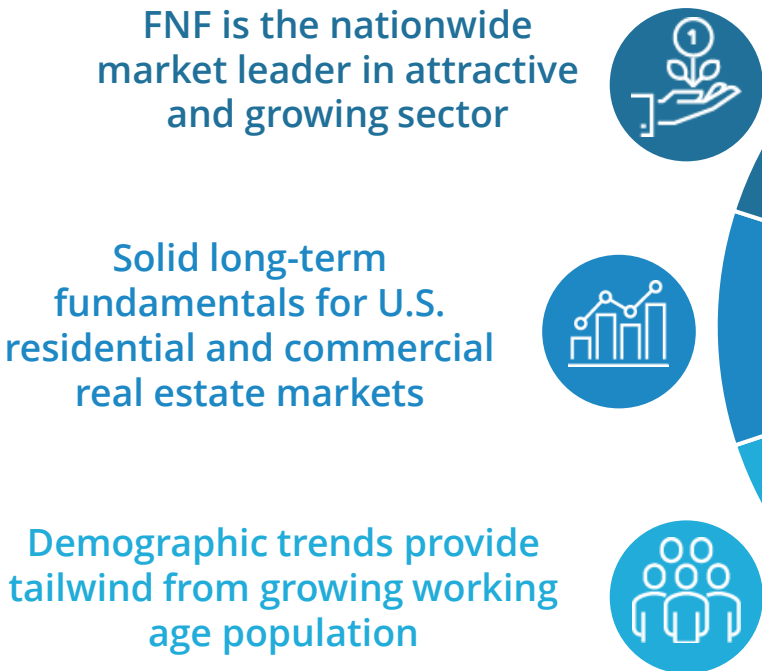 FNF is the nationwide
market leader in attractive
and growing sector
1
Solid long-term
fundamentals for U.S.
residential and commercial
real estate markets
Demographic trends provide
tailwind from growing working
age population